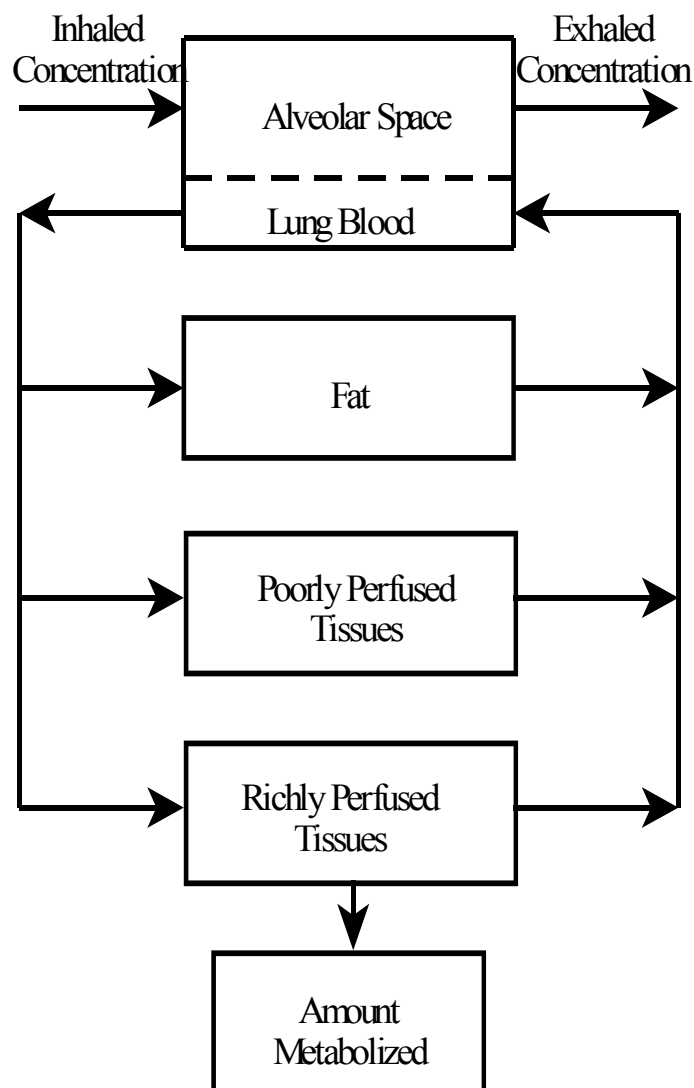 Inhaled
Concentration
Exhaled
Concentration
Alveolar Space
Lung Blood
Fat
Poorly Perfused
Tissues
Richly Perfused
Tissues
Amount
Metabolized